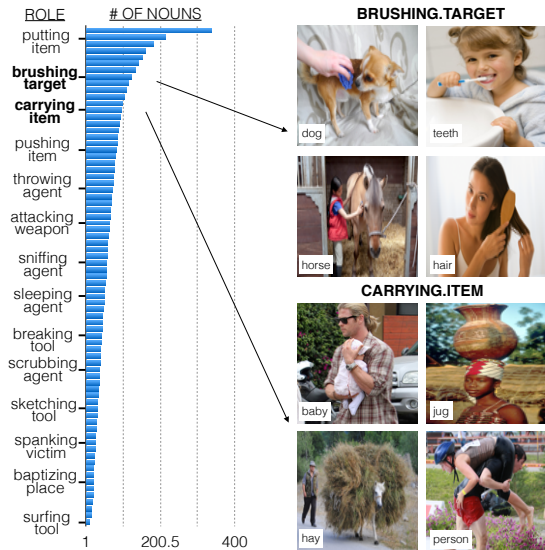 ROLE
# OF NOUNS
putting
item
brushing
target
carrying
item
pushing
item
throwing
agent
attacking
weapon
sniffing
agent
sleeping
agent
breaking
tool
scrubbing
agent
sketching
tool
spanking
victim
baptizing
place
surfing
tool
1
200.5
400
BRUSHING.TARGET
dog
teeth
horse
hair
CARRYING.ITEM
baby
jug
hay
person